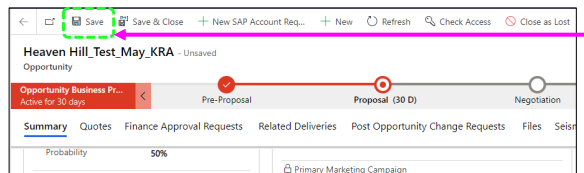 Save Save & Close New SAP Account Req... New Refresh Check Access Close as Lost
Heaven Hill_Test_May_KRA - Unsaved
Opportunity
Opportunity Business Pr...
Active for 30 days
Pre-Proposal Proposal (30 D) Negotiation
Summary Quotes Finance Approval Requests Related Deliveries Post Opportunity Change Requests Files Seism
Probability 50%
Primary Marketing Campaign